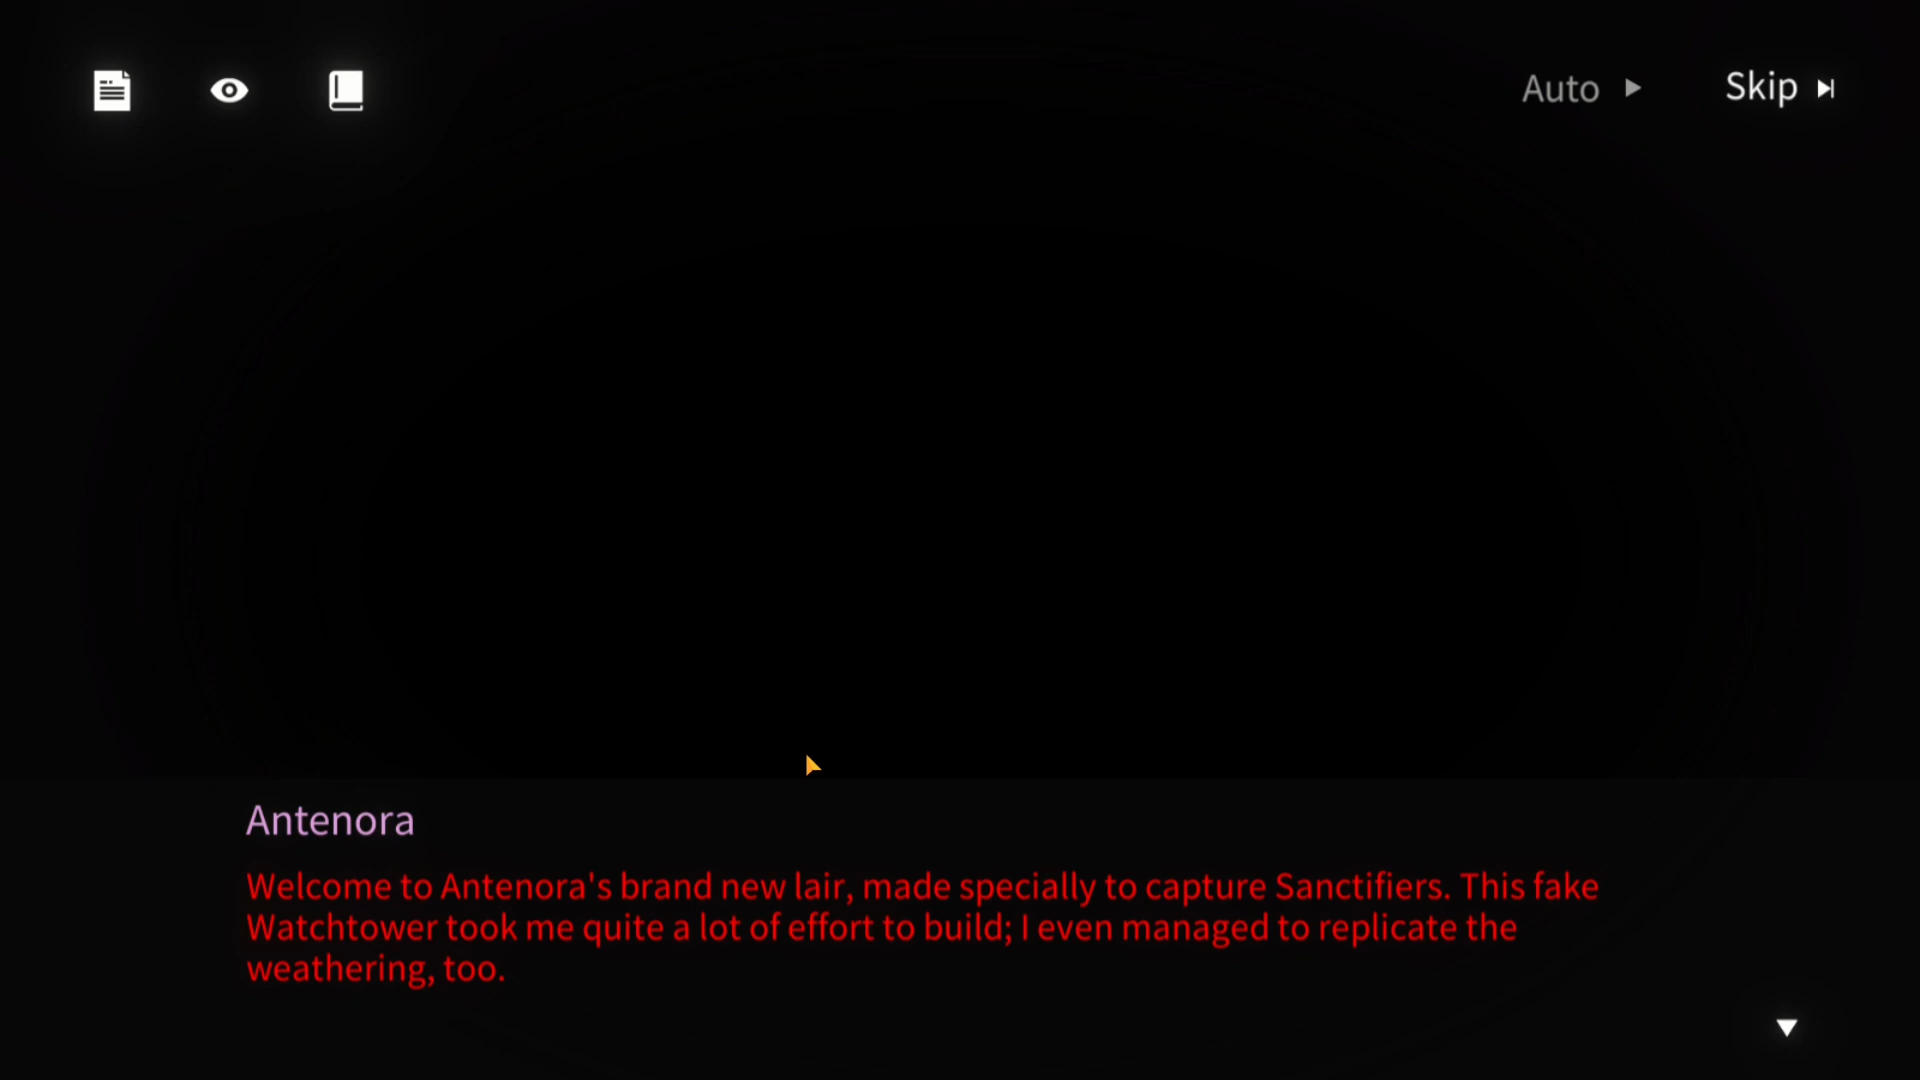 Auto
Skip
Antenora
Welcome to Antenora's brand new lair, made specially to capture Sanctifiers. This fake
Watchtower took me quite a lot of effort to build; I even managed to replicate the
weathering, too.